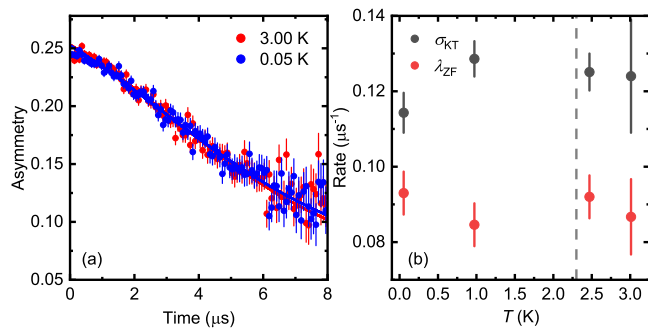 0.25
0.20
0.15
0.10
0.05
Asymmetry
3.00 K
0.05 K
(a)
0 2 4 6 8
Time (μs)
0.14
0.12
0.10
0.08
Rate (μs⁻¹)
σKT
λZF
(b)
0.0 0.5 1.0 1.5 2.0 2.5 3.0
T (K)